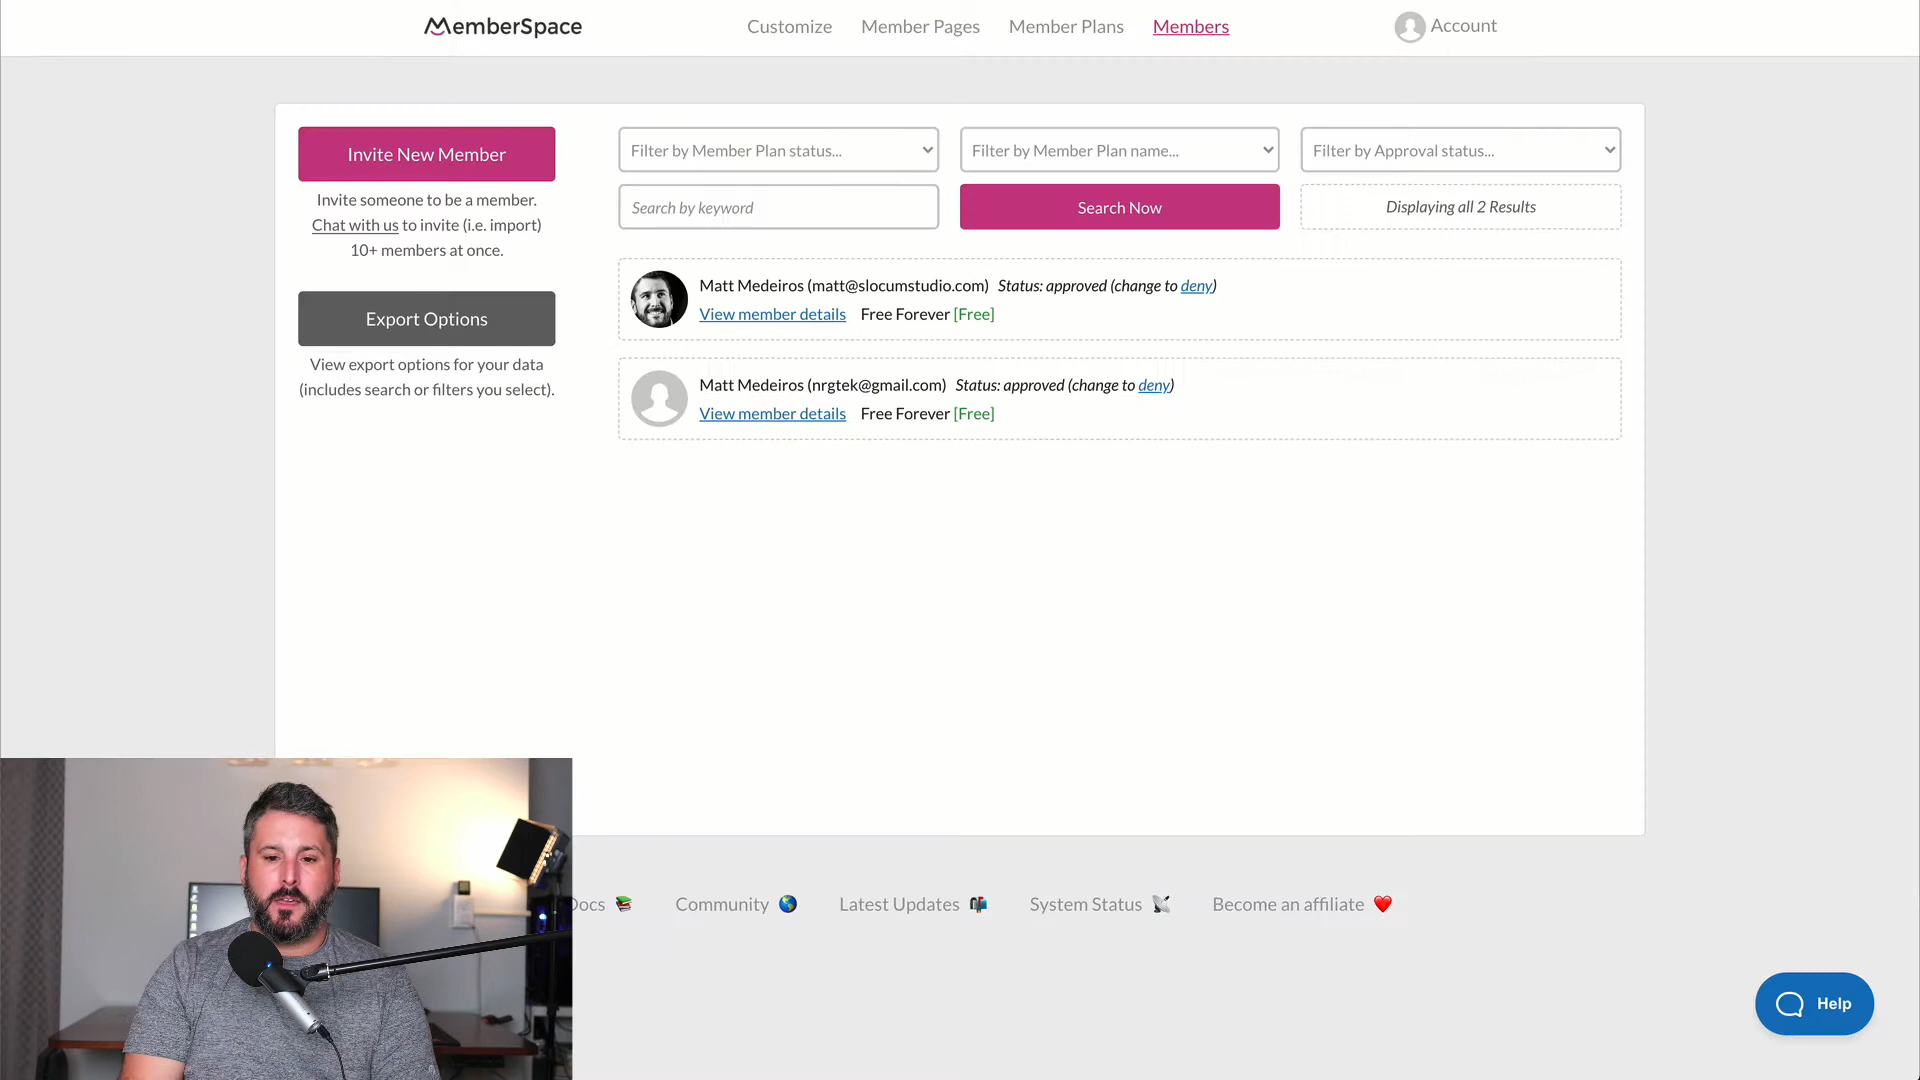 MemberSpace
Customize
Member Pages
Member Plans
Members
Account
Invite New Member
Invite someone to be a member.
Chat with us to invite (i.e. import)
10+ members at once.
Export Options
View export options for your data
(includes search or filters you select).
Filter by Member Plan status...
Filter by Member Plan name...
Filter by Approval status...
Search by keyword
Search Now
Displaying all 2 Results
Matt Medeiros (matt@slocumstudio.com) Status: approved (change to deny)
View member details Free Forever [Free]
Matt Medeiros (nrgtek@gmail.com) Status: approved (change to deny)
View member details Free Forever [Free]
Docs
Community
Latest Updates
System Status
Become an affiliate
Help